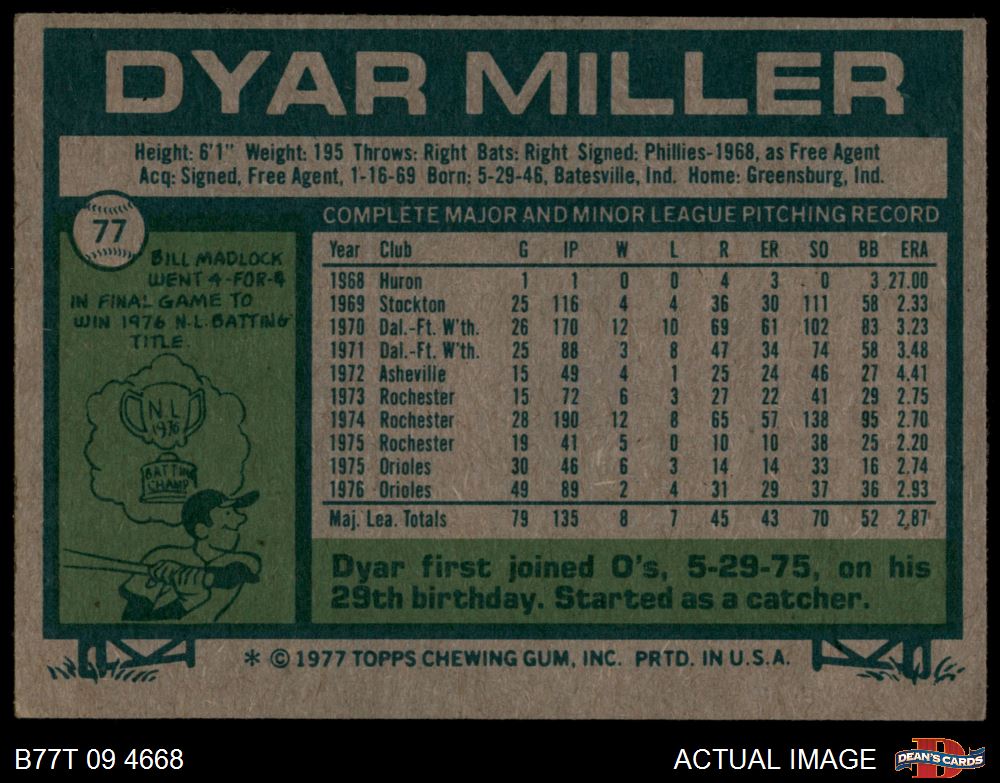 DYAR MILLER
Height: 6'1" Weight: 195 Throws: Right Bats: Right Signed: Phillies-1968, as Free Agent
Acq: Signed, Free Agent, 1-16-69 Born: 5-29-46, Batesville, Ind. Home: Greensburg, Ind.
77
BILL MADLOCK
WENT 4-FOR-4
IN FINAL GAME TO
WIN 1976 N.L. BATTING
TITLE.
N.L.
1976
BATTING
CHAMP
COMPLETE MAJOR AND MINOR LEAGUE PITCHING RECORD
Year Club G IP W L R ER SO BB ERA
1968 Huron 1 1 0 0 4 3 0 3 27.00
1969 Stockton 25 116 4 4 36 30 111 58 2.33
1970 Dal.-Ft. W'th. 26 170 12 10 69 61 102 83 3.23
1971 Dal.-Ft. W'th. 25 88 3 8 47 34 74 58 3.48
1972 Asheville 15 49 4 1 25 24 46 27 4.41
1973 Rochester 15 72 6 3 27 22 41 29 2.75
1974 Rochester 28 190 12 8 65 57 138 95 2.70
1975 Rochester 19 41 5 0 10 10 38 25 2.20
1975 Orioles 30 46 6 3 14 14 33 16 2.74
1976 Orioles 49 89 2 4 31 29 37 36 2.93
Maj. Lea. Totals 79 135 8 7 45 43 70 52 2.87
Dyar first joined O's, 5-29-75, on his
29th birthday. Started as a catcher.
* © 1977 TOPPS CHEWING GUM, INC. PRTD. IN U.S.A.
B77T 09 4668
ACTUAL IMAGE
D
DEAN'S CARDS